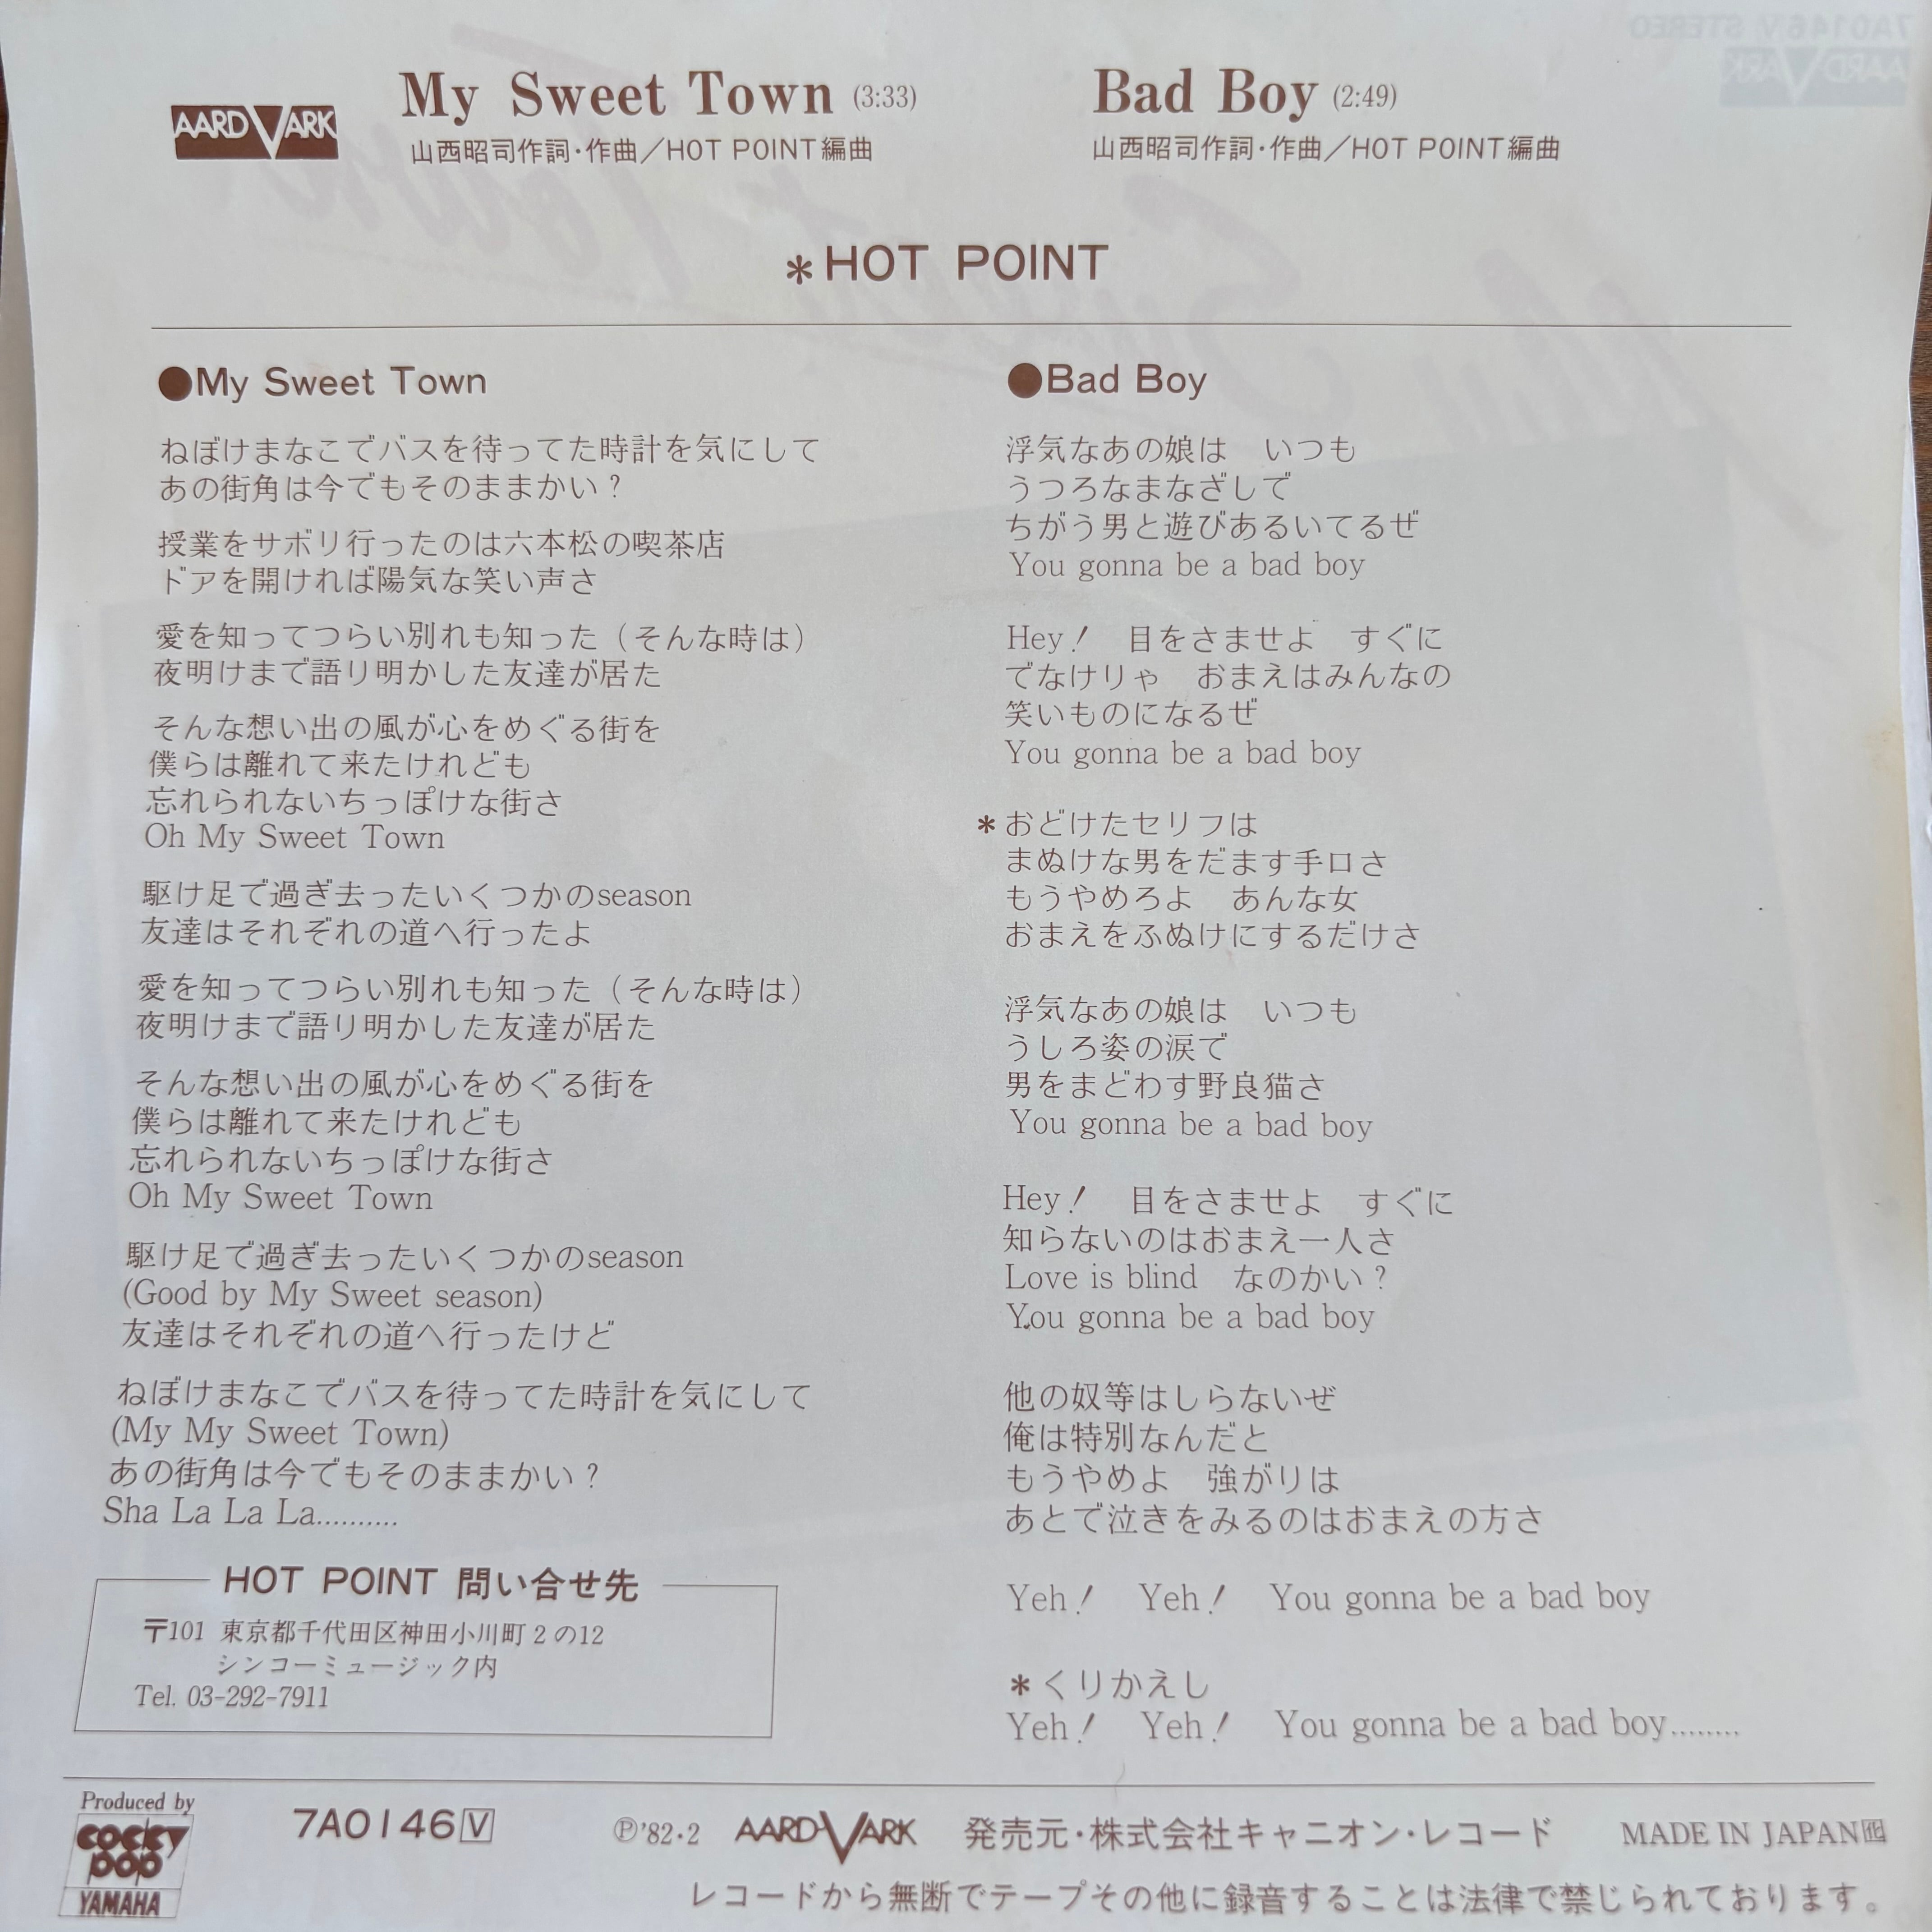 AARDVARK
My Sweet Town (3:33)
山西昭司作詞・作曲／HOT POINT編曲
Bad Boy (2:49)
山西昭司作詞・作曲／HOT POINT編曲
7A0146V STEREO
AARDVARK
＊HOT POINT
●My Sweet Town
ねぼけまなこでバスを待ってた時計を気にして
あの街角は今でもそのままかい？
授業をサボリ行ったのは六本松の喫茶店
ドアを開ければ陽気な笑い声さ
愛を知ってつらい別れも知った（そんな時は）
夜明けまで語り明かした友達が居た
そんな想い出の風が心をめぐる街を
僕らは離れて来たけれども
忘れられないちっぽけな街さ
Oh My Sweet Town
駆け足で過ぎ去ったいくつかのseason
友達はそれぞれの道へ行ったよ
愛を知ってつらい別れも知った（そんな時は）
夜明けまで語り明かした友達が居た
そんな想い出の風が心をめぐる街を
僕らは離れて来たけれども
忘れられないちっぽけな街さ
Oh My Sweet Town
駆け足で過ぎ去ったいくつかのseason
(Good by My Sweet season)
友達はそれぞれの道へ行ったけど
ねぼけまなこでバスを待ってた時計を気にして
(My My Sweet Town)
あの街角は今でもそのままかい？
Sha La La La..........
●Bad Boy
浮気なあの娘は　いつも
うつろなまなざしで
ちがう男と遊びあるいてるぜ
You gonna be a bad boy
Hey！　目をさませよ　すぐに
でなけりゃ　おまえはみんなの
笑いものになるぜ
You gonna be a bad boy
＊おどけたセリフは
まぬけな男をだます手口さ
もうやめろよ　あんな女
おまえをふぬけにするだけさ
浮気なあの娘は　いつも
うしろ姿の涙で
男をまどわす野良猫さ
You gonna be a bad boy
Hey！　目をさませよ　すぐに
知らないのはおまえ一人さ
Love is blind　なのかい？
You gonna be a bad boy
他の奴等はしらないぜ
俺は特別なんだと
もうやめよ　強がりは
あとで泣きをみるのはおまえの方さ
Yeh！　Yeh！　You gonna be a bad boy
＊くりかえし
Yeh！　Yeh！　You gonna be a bad boy........
HOT POINT 問い合せ先
〒101 東京都千代田区神田小川町2の12
シンコーミュージック内
Tel. 03-292-7911
Produced by
cocky
pop
YAMAHA
7A0146V
Ⓟ'82・2 AARDVARK 発売元・株式会社キャニオン・レコード MADE IN JAPAN
レコードから無断でテープその他に録音することは法律で禁じられております。